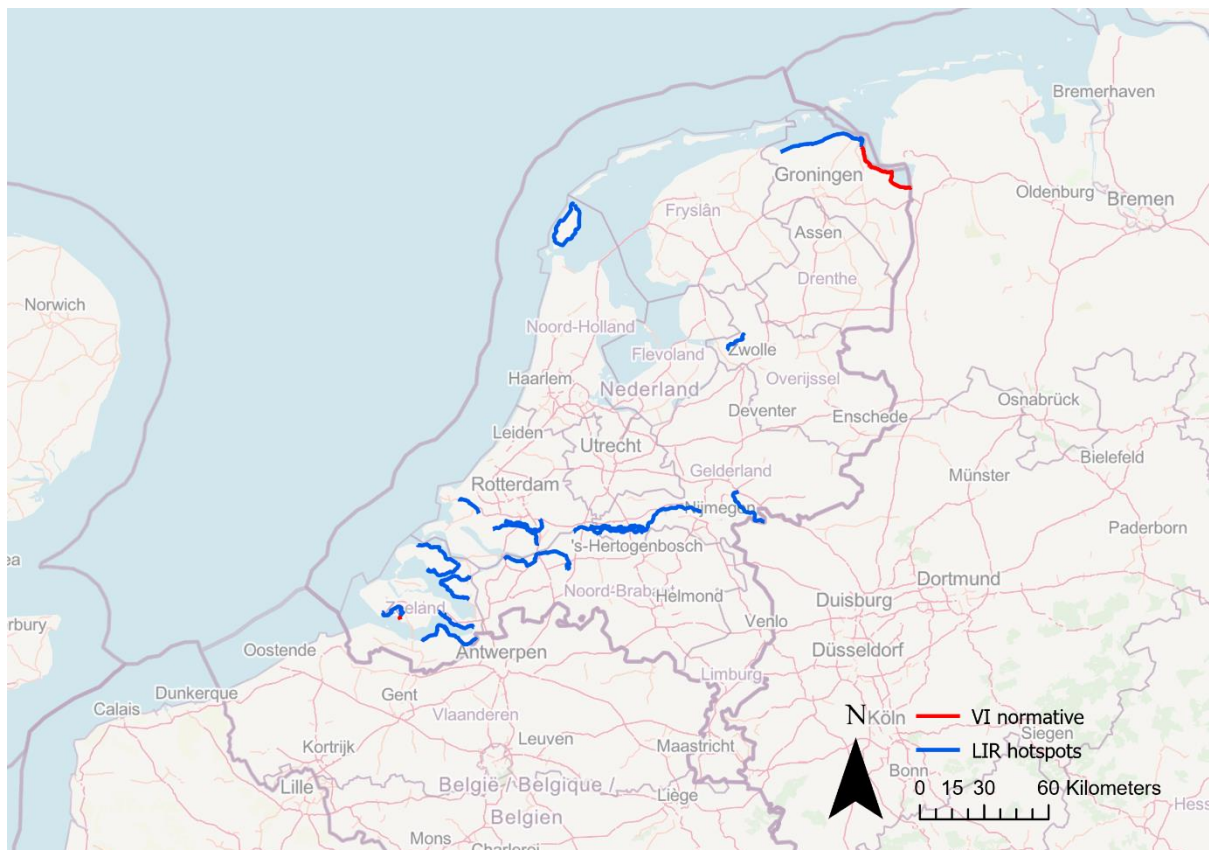 Bremerhaven
Groningen
Oldenburg
Bremen
Fryslân
Assen
Drenthe
Norwich
Noord-Holland
Zwolle
Flevoland
Haarlem
Nederland
Overijssel
Osnabrück
Deventer
Enschede
Leiden
Utrecht
Bielefeld
Gelderland
Münster
Rotterdam
Nijmegen
Paderborn
's-Hertogenbosch
Dortmund
Noord-Braba
Helmond
Duisburg
Zeeland
Venlo
Oostende
Düsseldorf
Antwerpen
Limburg
Dunkerque
Gent
Calais
Vlaanderen
N
Köln
VI normative
Siegen
Leuven
Kortrijk
Maastricht
LIR hotspots
Bonn
België / Belgique /
Lille
Liège
0 15 30 60 Kilometers
Belgien
Hess
Mons